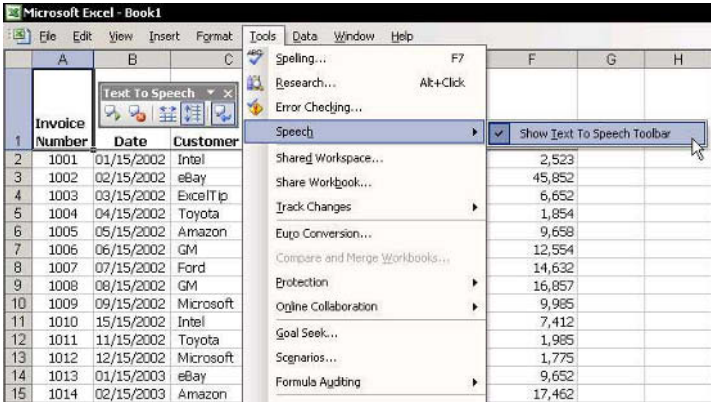 Microsoft Excel - Book1
File Edit View Insert Format Tools Data Window Help
A B C F G H
Text To Speech
Speling... F7
Research... Alt+Click
Error Checking...
Speech
Show Text To Speech Toolbar
Shared Workspace...
Share Workbook...
Track Changes
Euro Conversion...
Compare and Merge Workbooks...
Protection
Online Collaboration
Goal Seek...
Scenarios...
Formula Auditing
Invoice
1 Number Date Customer
2 1001 01/15/2002 Intel 2,523
3 1002 02/15/2002 eBay 45,852
4 1003 03/15/2002 ExcelTip 6,652
5 1004 04/15/2002 Toyota 1,854
6 1005 05/15/2002 Amazon 9,658
7 1006 06/15/2002 GM 12,554
8 1007 07/15/2002 Ford 14,632
9 1008 08/15/2002 GM 16,857
10 1009 09/15/2002 Microsoft 9,985
11 1010 15/15/2002 Intel 7,412
12 1011 11/15/2002 Toyota 1,985
13 1012 12/15/2002 Microsoft 1,775
14 1013 01/15/2003 eBay 9,652
15 1014 02/15/2003 Amazon 17,462